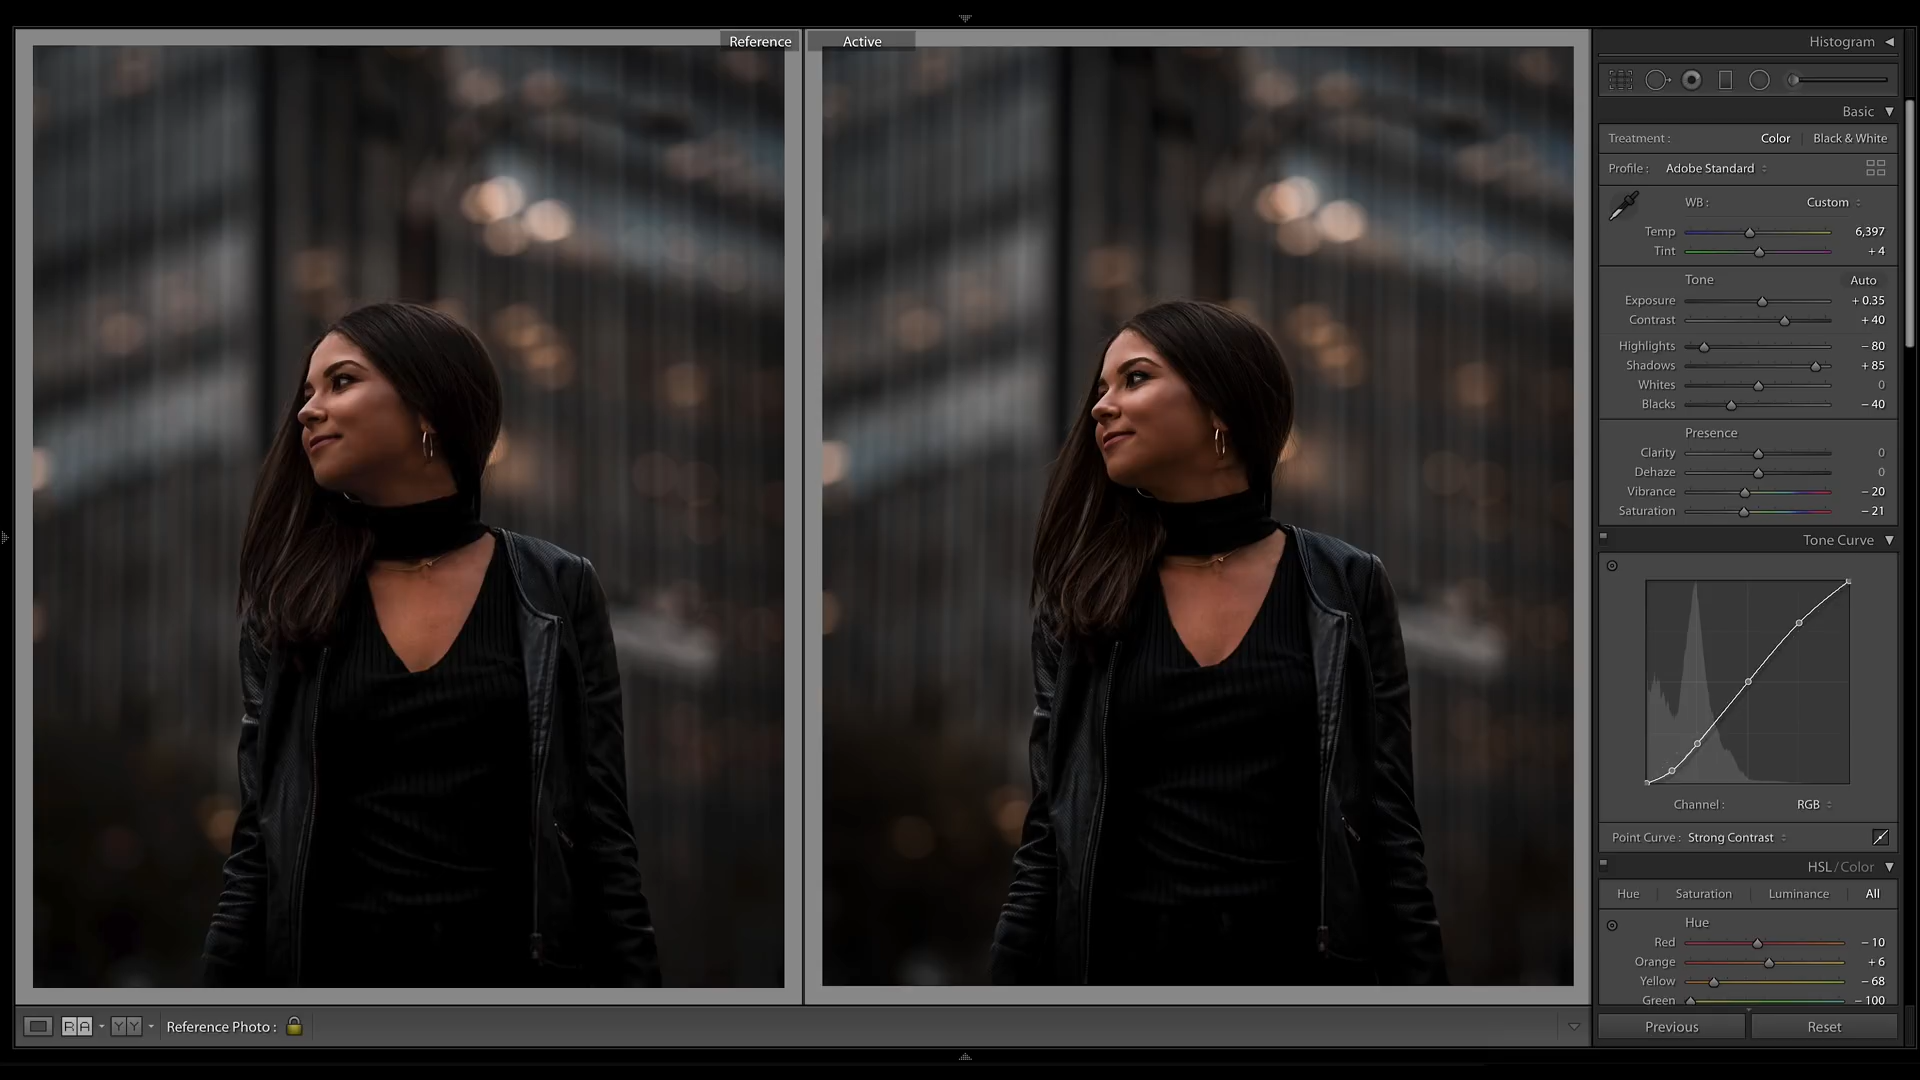 Reference
Active
Histogram
Basic
Treatment : Color Black & White
Profile : Adobe Standard
WB : Custom
Temp 6,397
Tint + 4
Tone Auto
Exposure + 0.35
Contrast + 40
Highlights − 80
Shadows + 85
Whites 0
Blacks − 40
Presence
Clarity 0
Dehaze 0
Vibrance − 20
Saturation − 21
Tone Curve
Channel : RGB
Point Curve : Strong Contrast
HSL / Color
Hue Saturation Luminance All
Hue
Red − 10
Orange + 6
Yellow − 68
Green − 100
R A Y Y Reference Photo :
Previous Reset